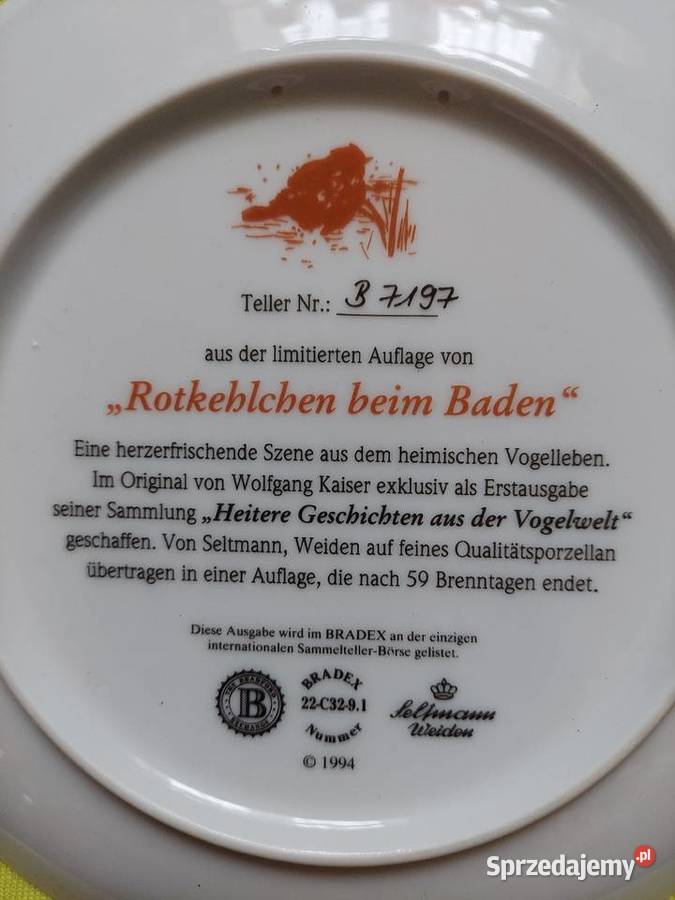 Teller Nr.: B 7197
aus der limitierten Auflage von
„Rotkehlchen beim Baden“
Eine herzerfrischende Szene aus dem heimischen Vogelleben.
Im Original von Wolfgang Kaiser exklusiv als Erstausgabe
seiner Sammlung „Heitere Geschichten aus der Vogelwelt“
geschaffen. Von Seltmann, Weiden auf feines Qualitätsporzellan
übertragen in einer Auflage, die nach 59 Brenntagen endet.
Diese Ausgabe wird im BRADEX an der einzigen
internationalen Sammelteller-Börse gelistet.
THE BRADFORD
B
EXCHANGE
BRADEX
22-C32-9.1
Nummer
Seltmann
Weiden
© 1994
Sprzedajemy.pl